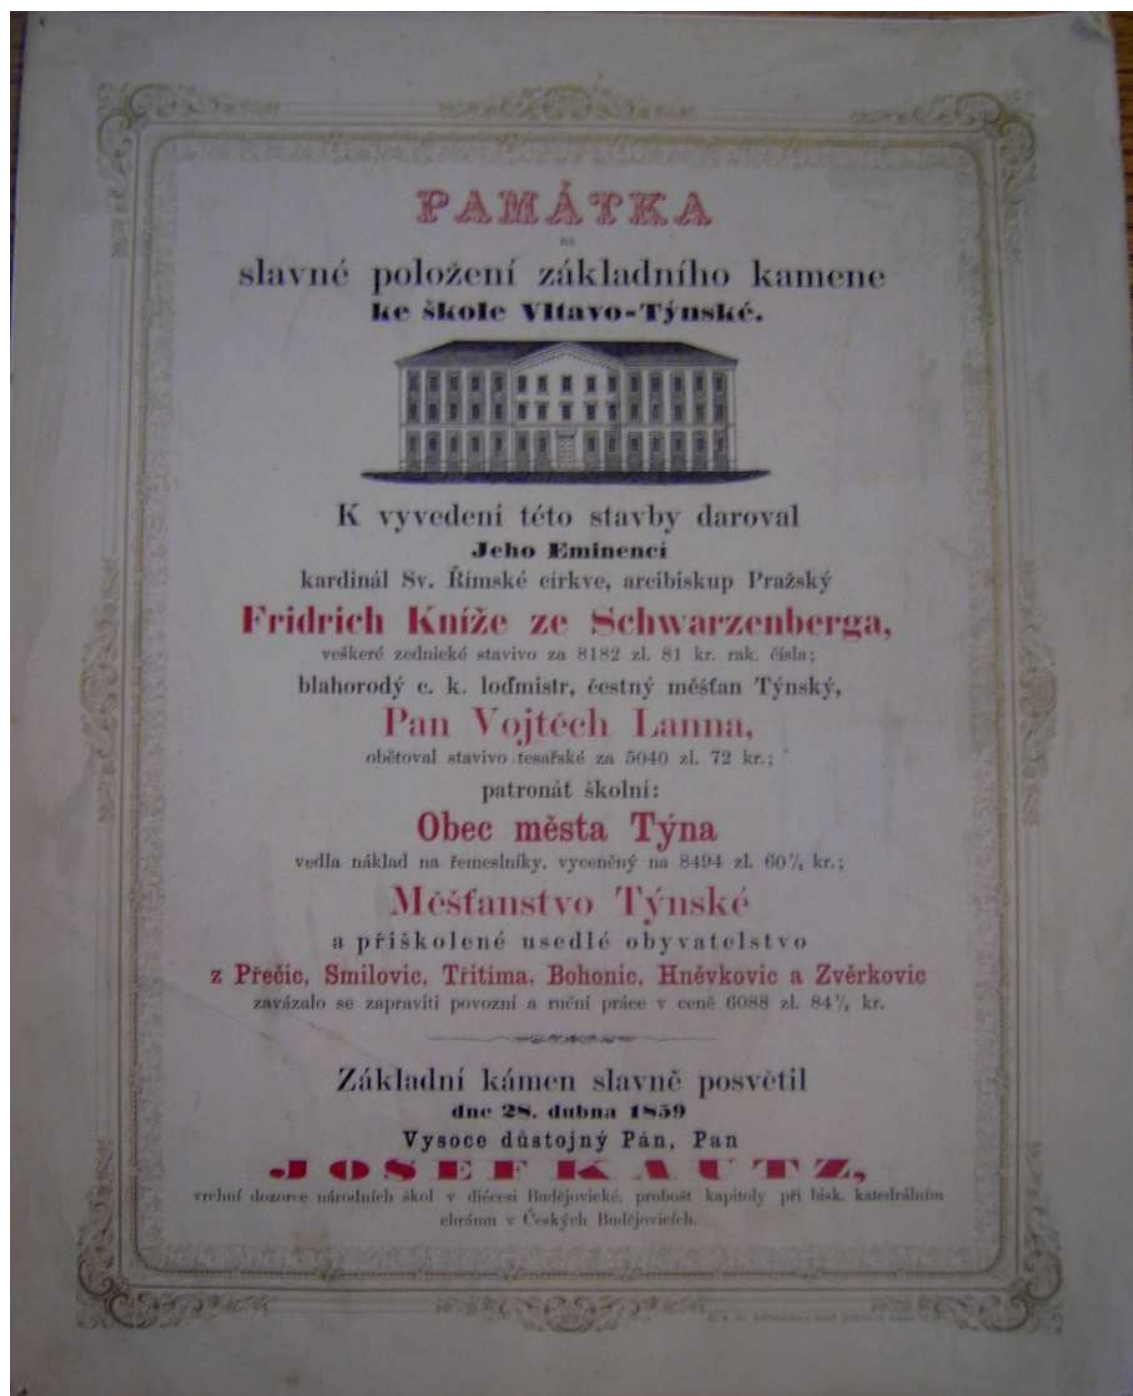 PAMÁTKA
na
slavné položení základního kamene
ke škole Vltavo-Týnské.
K vyvedení této stavby daroval
Jeho Eminencí
kardinál Sv. Římské církve, arcibiskup Pražský
Fridrich Kníže ze Schwarzenberga,
veškeré zednické stavivo za 8182 zl. 81 kr. rak. čísla;
blahorodý c. k. loďmistr, čestný měšťan Týnský,
Pan Vojtěch Lanna,
obětoval stavivo tesařské za 5040 zl. 72 kr.;
patronát školní:
Obec města Týna
vedla náklad na řemeslníky, vyceněný na 8494 zl. 60½ kr.;
Měšťanstvo Týnské
a přiškolené usedlé obyvatelstvo
z Přečic, Smilovic, Třitima, Bohonic, Hněvkovic a Zvěrkovic
zavázalo se zapraviti povozní a ruční práce v ceně 6088 zl. 84½ kr.
Základní kámen slavně posvětil
dne 28. dubna 1859
Vysoce důstojný Pán, Pan
JOSEF KAUTZ,
vrchní dozorce národních škol v diécesi Budějovické, probošt kapitoly při bisk. katedrálním
chrámu v Českých Budějovicích.